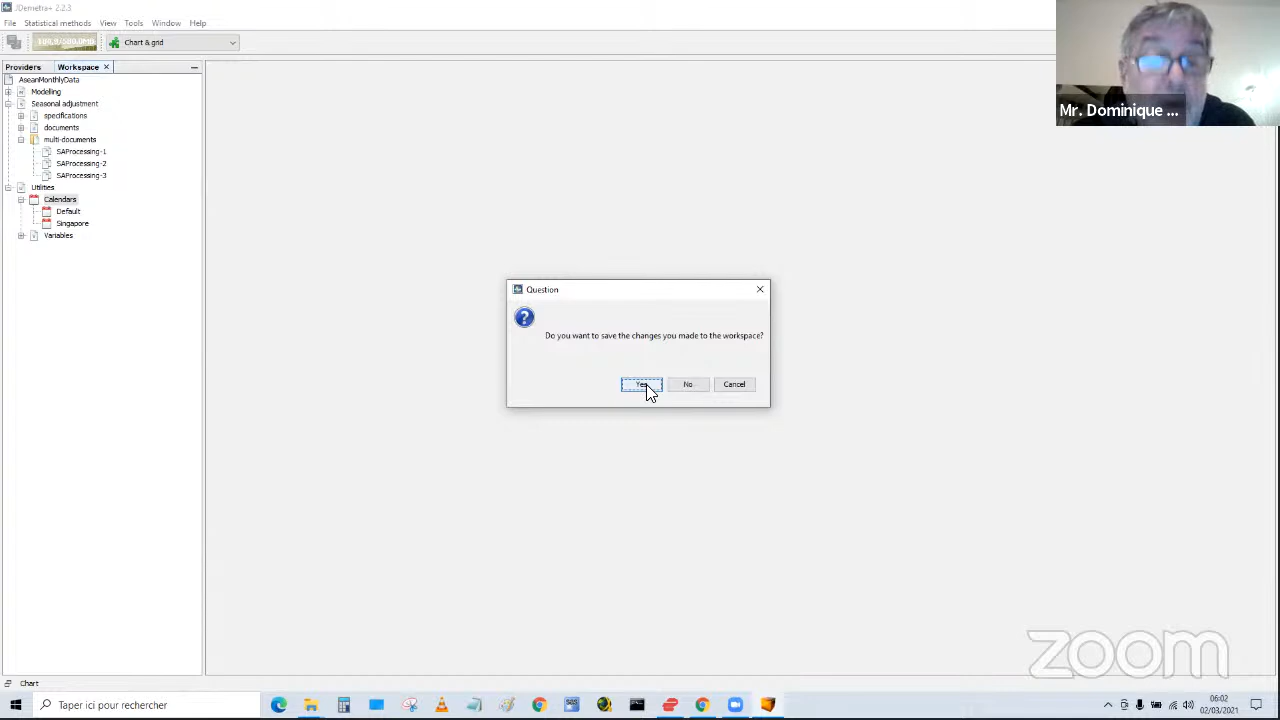 JDemetra+ 2.2.3
File Statistical methods View Tools Window Help
Chart & grid
Providers Workspace
AseanMonthlyData
Modelling
Seasonal adjustment
specifications
documents
multi-documents
SAProcessing-1
SAProcessing-2
SAProcessing-3
Utilities
Calendars
Default
Singapore
Variables
Mr. Dominique ...
Question
Do you want to save the changes you made to the workspace?
Yes No Cancel
zoom
Chart
Taper ici pour rechercher
06:02
02/03/2021